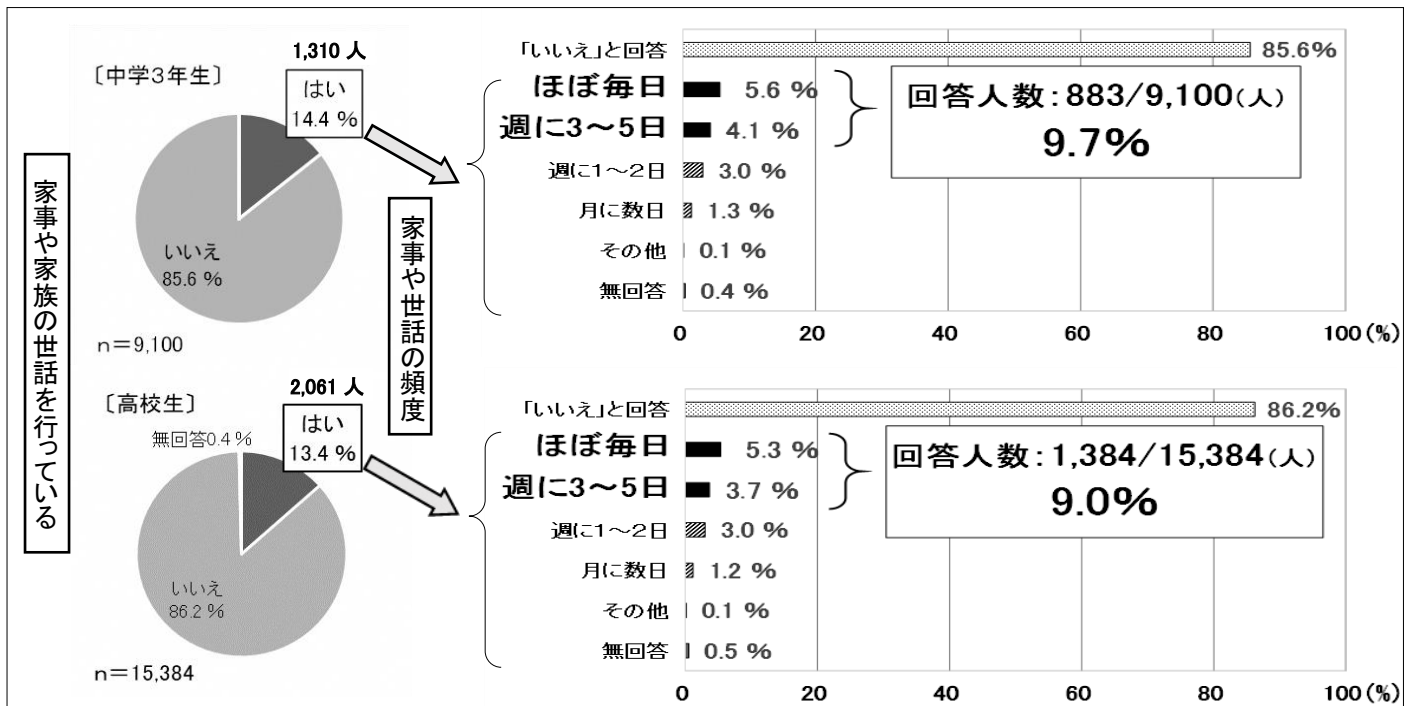 家事や家族の世話を行っている
〔中学3年生〕
1,310 人
はい
14.4 %
いいえ
85.6 %
n=9,100
家事や世話の頻度
「いいえ」と回答
85.6%
ほぼ毎日
5.6 %
週に3～5日
4.1 %
週に1～2日
3.0 %
月に数日
1.3 %
その他
0.1 %
無回答
0.4 %
回答人数：883/9,100(人)
9.7%
0 20 40 60 80 100(%)
〔高校生〕
2,061 人
はい
13.4 %
無回答0.4 %
いいえ
86.2 %
n=15,384
「いいえ」と回答
86.2%
ほぼ毎日
5.3 %
週に3～5日
3.7 %
週に1～2日
3.0 %
月に数日
1.2 %
その他
0.1 %
無回答
0.5 %
回答人数：1,384/15,384(人)
9.0%
0 20 40 60 80 100(%)